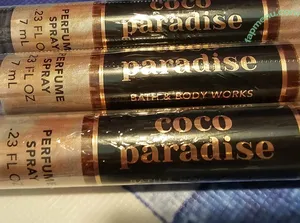 PERFUME
SPRAY
.23 FL OZ
7 mL
coco
paradise
PERFUME
SPRAY
.23 FL OZ
7 mL
paradise
BATH & BODY WORKS
PERFUME
SPRAY
.23 FL
coco
paradise